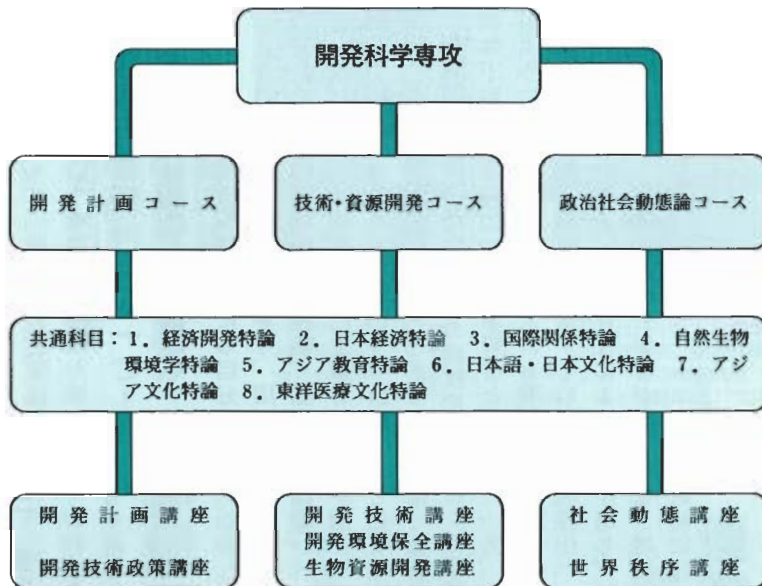 開発科学専攻
開発計画コース
技術・資源開発コース
政治社会動態論コース
共通科目：1．経済開発特論　2．日本経済特論　3．国際関係特論　4．自然生物
環境学特論　5．アジア教育特論　6．日本語・日本文化特論　7．アジ
ア文化特論　8．東洋医療文化特論
開発計画講座
開発技術政策講座
開発技術講座
開発環境保全講座
生物資源開発講座
社会動態講座
世界秩序講座